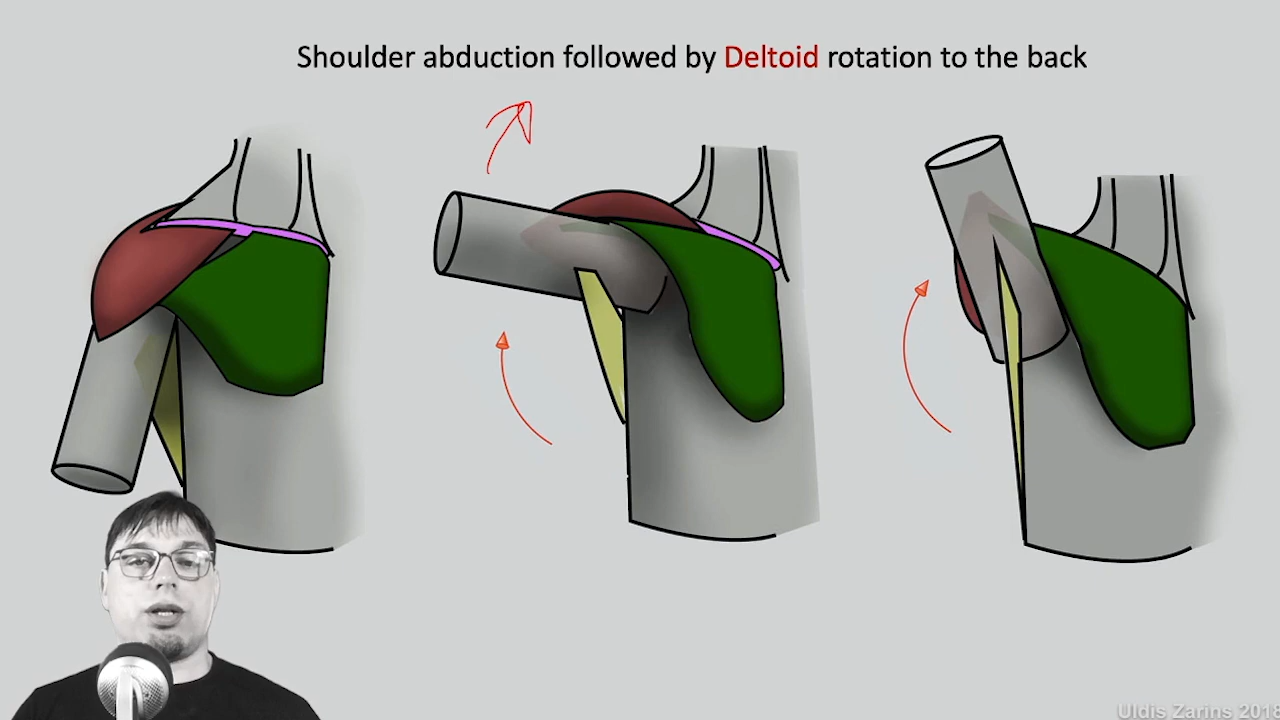 Shoulder abduction followed by Deltoid rotation to the back
Uldis Zarins 2018